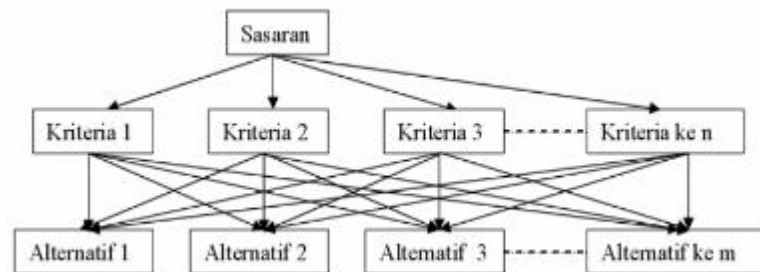 Sasaran
Kriteria 1
Kriteria 2
Kriteria 3
Kriteria ke n
Alternatif 1
Alternatif 2
Alternatif 3
Alternatif ke m